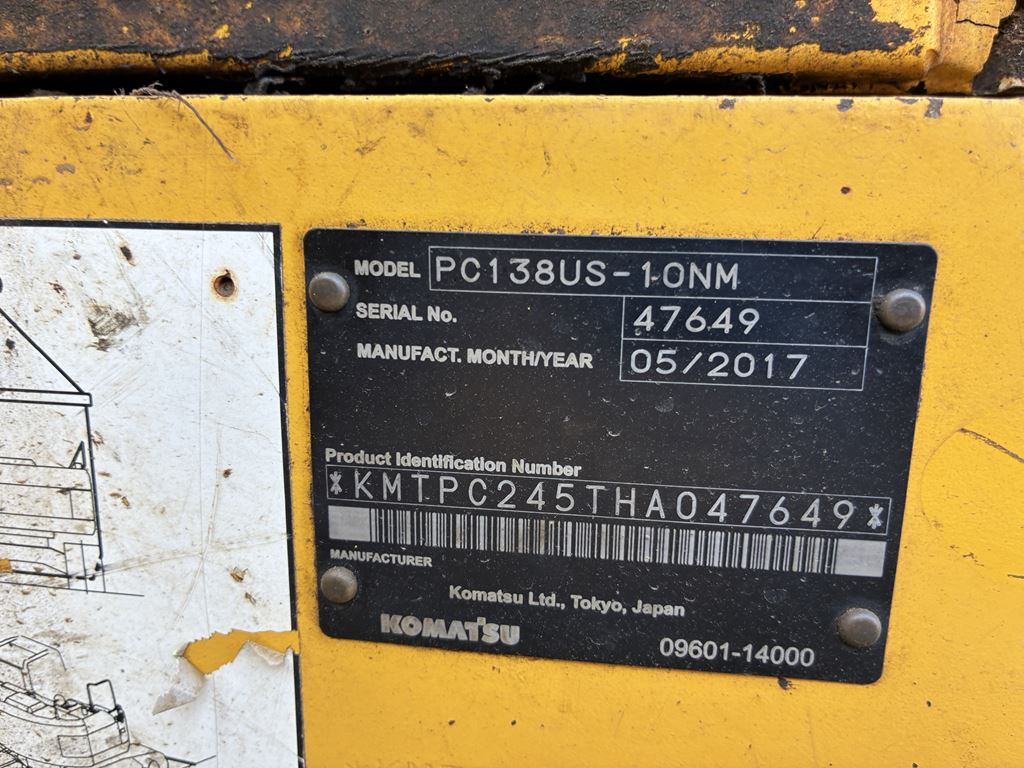 MODEL PC138US-10NM
SERIAL No. 47649
MANUFACT. MONTH/YEAR 05/2017
Product Identification Number
*KMTPC245THA047649*
MANUFACTURER
Komatsu Ltd., Tokyo, Japan
KOMATSU
09601-14000